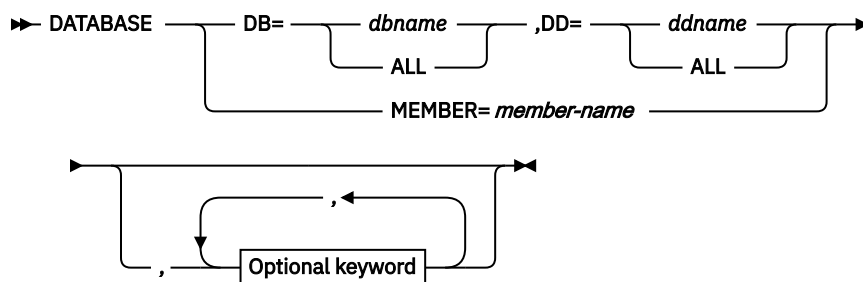 DATABASE DB= dbname ,DD= ddname
ALL ALL
MEMBER= member-name
,
, Optional keyword